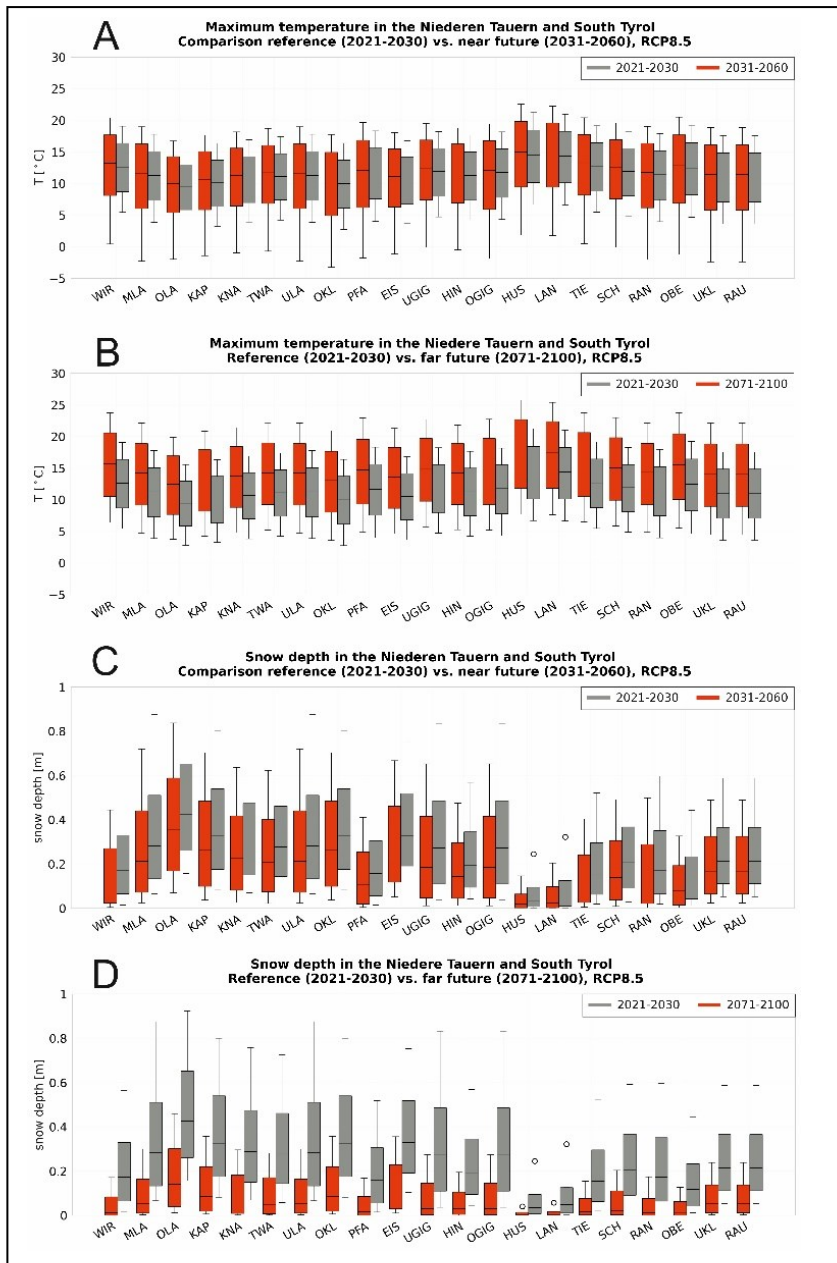 A
Maximum temperature in the Niederen Tauern and South Tyrol
Comparison reference (2021-2030) vs. near future (2031-2060), RCP8.5
2021-2030 2031-2060
T [°C]
30
25
20
15
10
5
0
−5
WIR MLA OLA KAP KNA TWA ULA OKL PFA EIS UGIG HIN OGIG HUS LAN TIE SCH RAN OBE UKL RAU
B
Maximum temperature in the Niedere Tauern and South Tyrol
Reference (2021-2030) vs. far future (2071-2100), RCP8.5
2021-2030 2071-2100
T [°C]
30
25
20
15
10
5
0
−5
WIR MLA OLA KAP KNA TWA ULA OKL PFA EIS UGIG HIN OGIG HUS LAN TIE SCH RAN OBE UKL RAU
C
Snow depth in the Niederen Tauern and South Tyrol
Comparison reference (2021-2030) vs. near future (2031-2060), RCP8.5
2021-2030 2031-2060
snow depth [m]
1
0.8
0.6
0.4
0.2
0
WIR MLA OLA KAP KNA TWA ULA OKL PFA EIS UGIG HIN OGIG HUS LAN TIE SCH RAN OBE UKL RAU
D
Snow depth in the Niedere Tauern and South Tyrol
Reference (2021-2030) vs. far future (2071-2100), RCP8.5
2021-2030 2071-2100
snow depth [m]
1
0.8
0.6
0.4
0.2
0
WIR MLA OLA KAP KNA TWA ULA OKL PFA EIS UGIG HIN OGIG HUS LAN TIE SCH RAN OBE UKL RAU